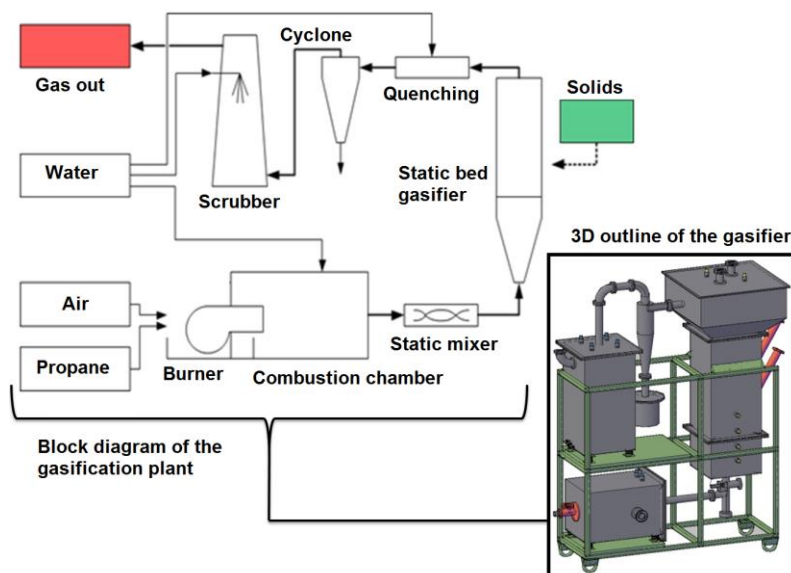 Cyclone
Gas out
Quenching
Solids
Water
Scrubber
Static bed
gasifier
3D outline of the gasifier
Air
Static mixer
Propane
Burner
Combustion chamber
Block diagram of the
gasification plant